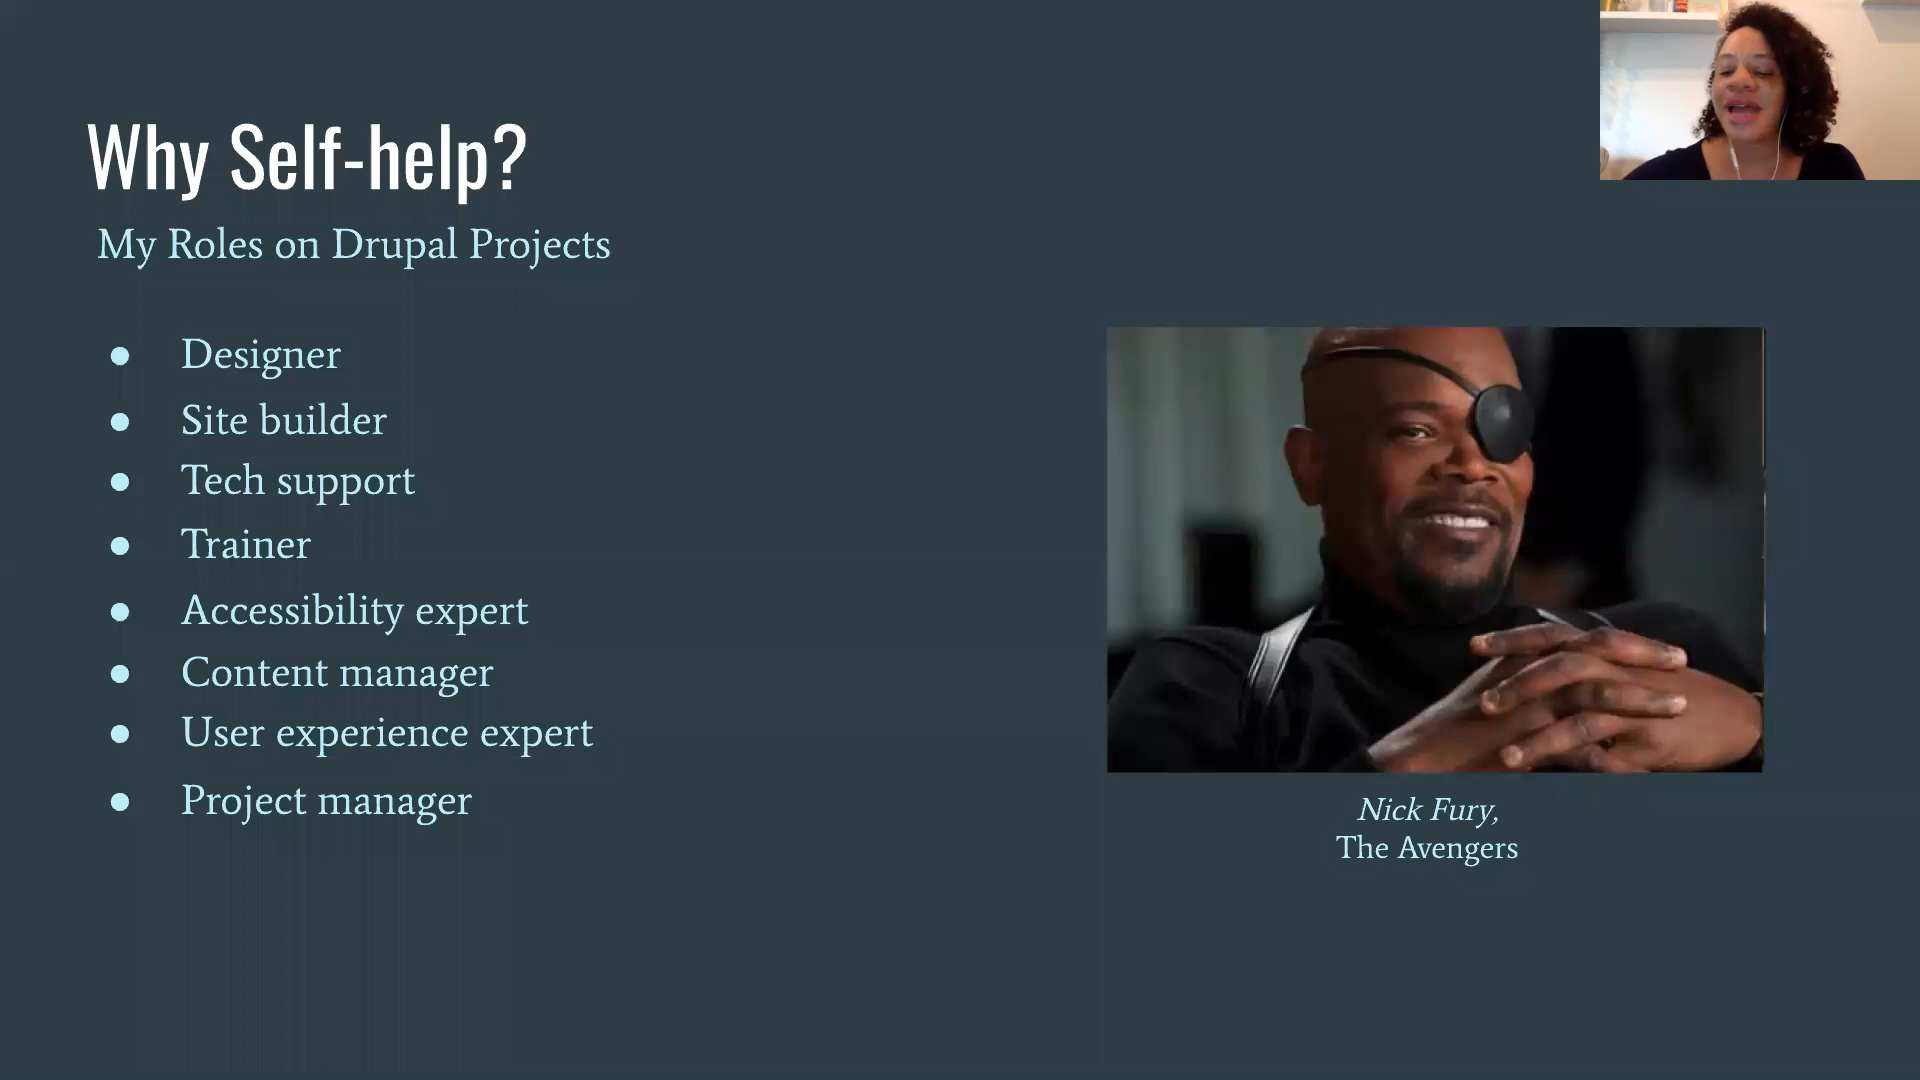 Why Self-help?
My Roles on Drupal Projects
● Designer
● Site builder
● Tech support
● Trainer
● Accessibility expert
● Content manager
● User experience expert
● Project manager
Nick Fury,
The Avengers